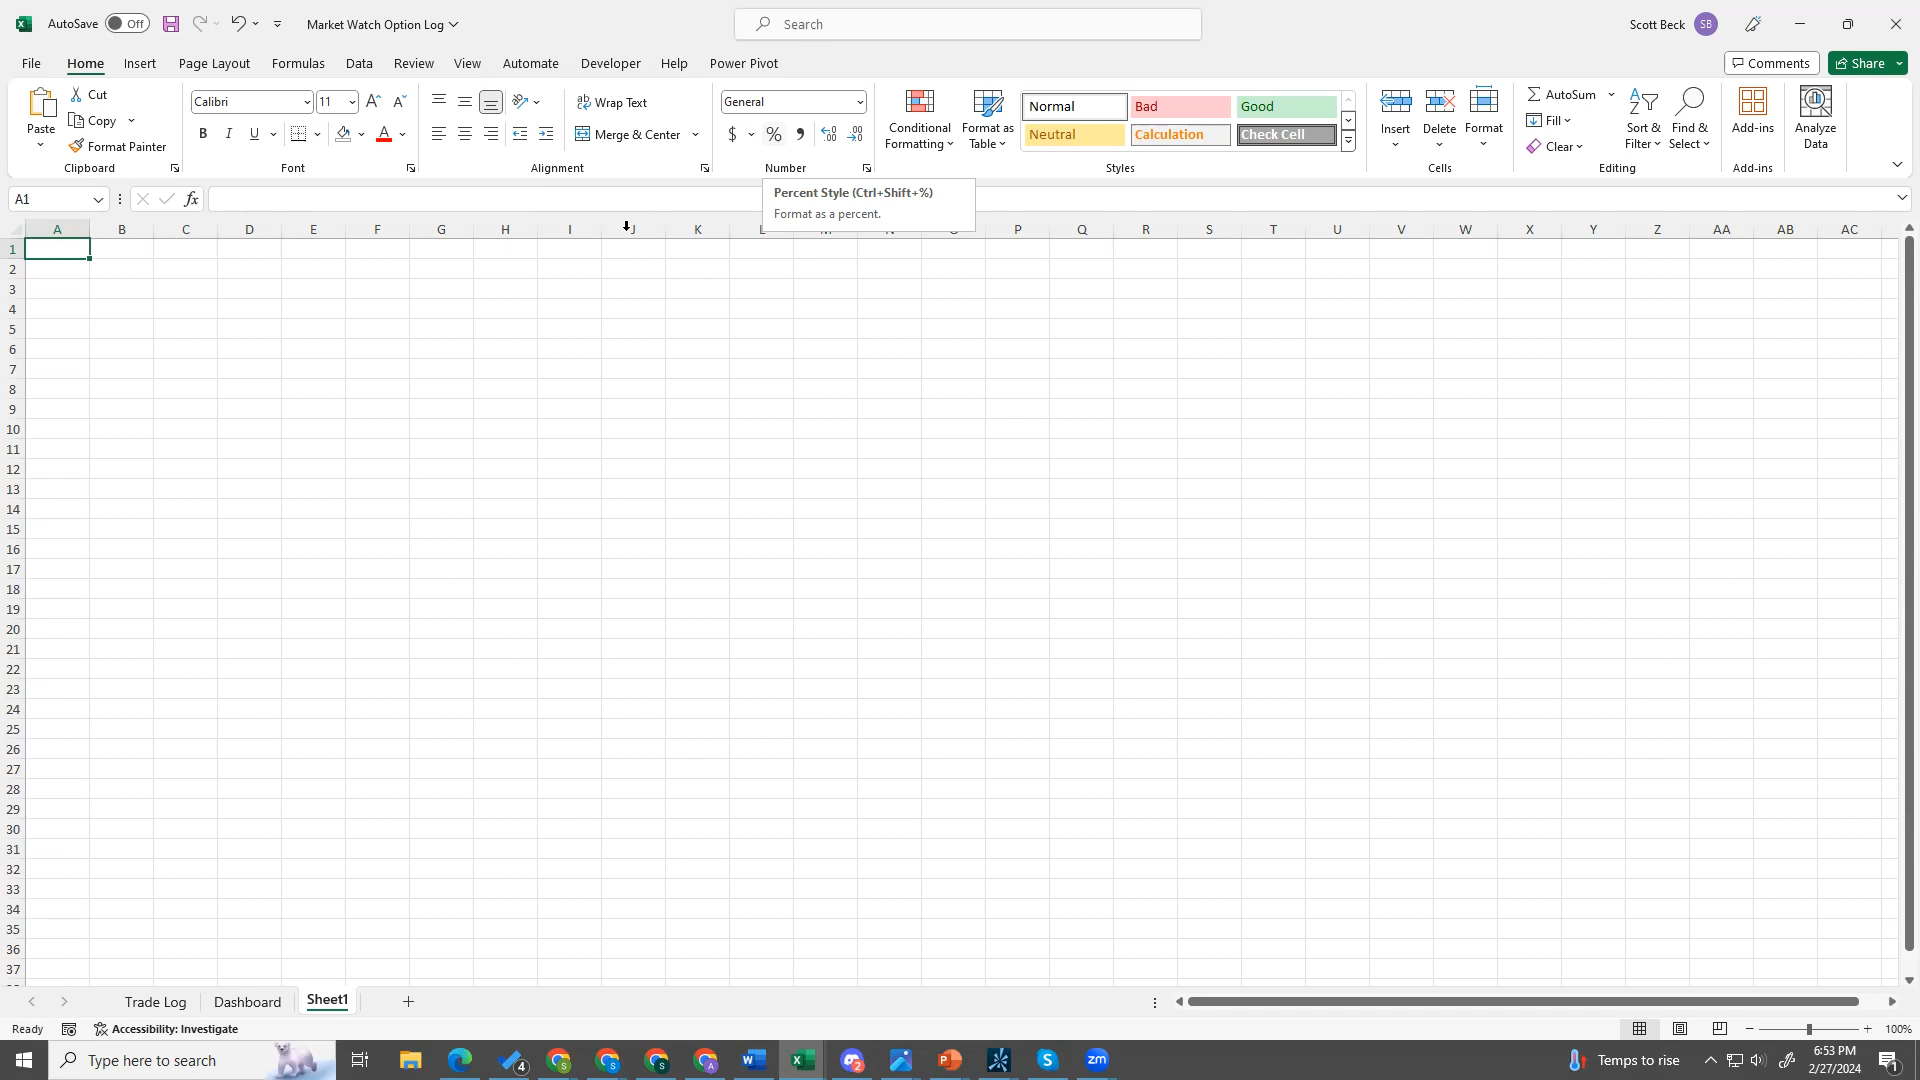 AutoSave Off Market Watch Option Log Search Scott Beck SB
File Home Insert Page Layout Formulas Data Review View Automate Developer Help Power Pivot Comments Share
Paste Cut Copy Format Painter Clipboard
Calibri 11 B I U A Font
ab Wrap Text Merge & Center Alignment
General $ % , Number
Conditional Formatting Format as Table Normal Bad Good Neutral Calculation Check Cell Styles
Insert Delete Format Cells
AutoSum Fill Clear Sort & Filter Find & Select Editing
Add-ins Add-ins
Analyze Data
A1 fx
Percent Style (Ctrl+Shift+%)
Format as a percent.
A B C D E F G H I J K L M N O P Q R S T U V W X Y Z AA AB AC
1
2
3
4
5
6
7
8
9
10
11
12
13
14
15
16
17
18
19
20
21
22
23
24
25
26
27
28
29
30
31
32
33
34
35
36
37
Trade Log Dashboard Sheet1
Ready Accessibility: Investigate 100%
Type here to search 4 S S S A 2 zm Temps to rise 6:53 PM 1
2/27/2024